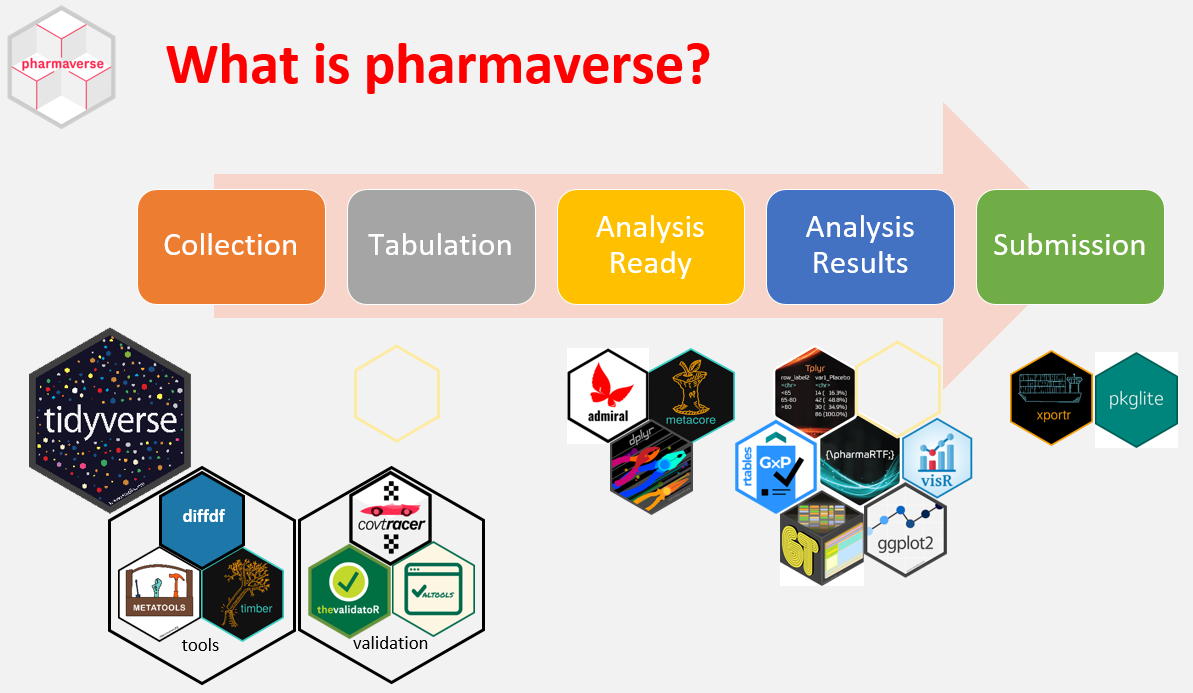 pharmaverse
What is pharmaverse?
Collection
Tabulation
Analysis
Ready
Analysis
Results
Submission
tidyverse
admiral
metacore
dplyr
Tplyr
row_label2 var1_Placebo
<chr> <chr>
<65 14 ( 16.3%)
65-80 42 ( 48.8%)
>80 30 ( 34.9%)
86 (100.0%)
rtables
GxP
{\pharmaRTF;}
visR
GT
ggplot2
xportr
pkglite
diffdf
METATOOLS
timber
tools
covtracer
thevalidatoR
VALTOOLS
validation